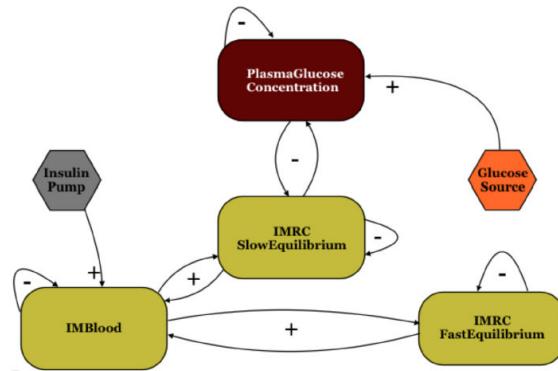 -
PlasmaGlucose
Concentration
+
-
Insulin
Pump
Glucose
Source
IMRC
SlowEquilibrium
-
+
+
-
-
IMBlood
+
IMRC
FastEquilibrium